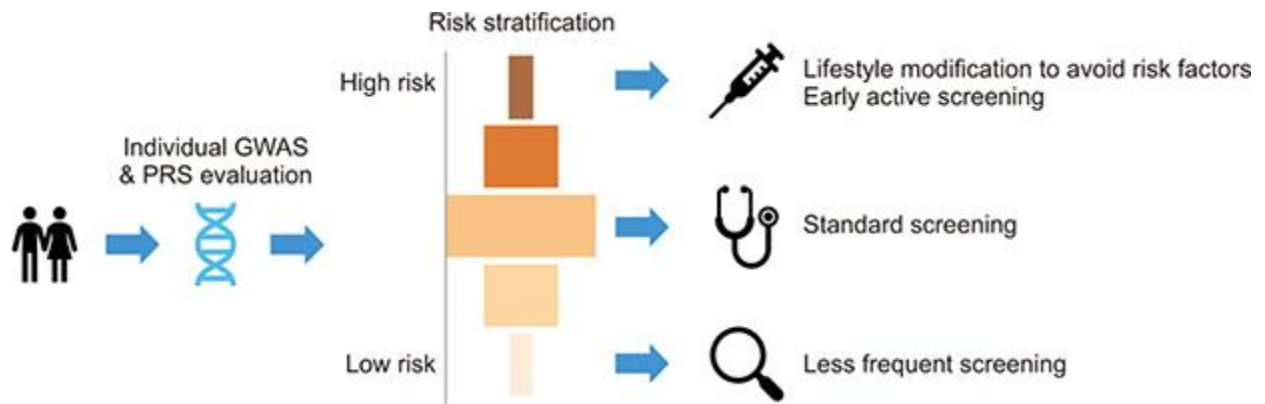 Risk stratification
High risk
Lifestyle modification to avoid risk factors
Early active screening
Individual GWAS
& PRS evaluation
Standard screening
Low risk
Less frequent screening